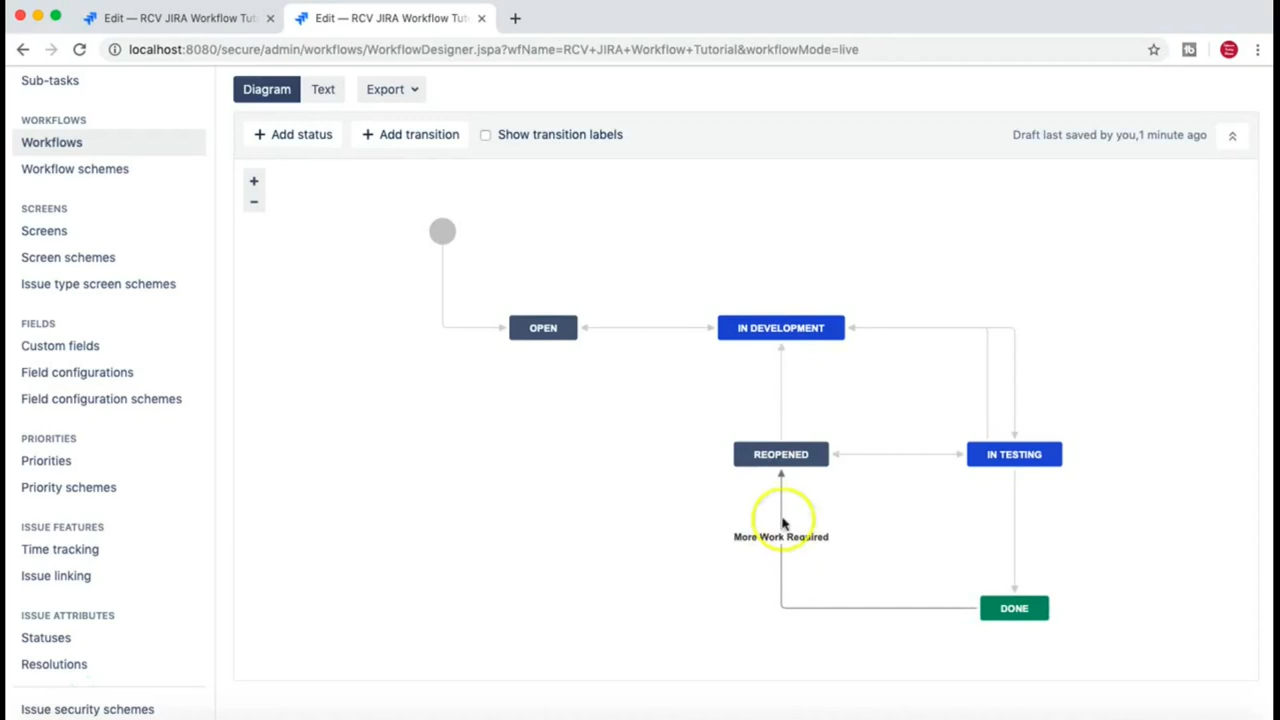 Edit — RCV JIRA Workflow Tut
Edit — RCV JIRA Workflow Tut
localhost:8080/secure/admin/workflows/WorkflowDesigner.jspa?wfName=RCV+JIRA+Workflow+Tutorial&workflowMode=live
Sub-tasks
WORKFLOWS
Workflows
Workflow schemes
SCREENS
Screens
Screen schemes
Issue type screen schemes
FIELDS
Custom fields
Field configurations
Field configuration schemes
PRIORITIES
Priorities
Priority schemes
ISSUE FEATURES
Time tracking
Issue linking
ISSUE ATTRIBUTES
Statuses
Resolutions
Issue security schemes
Diagram Text Export
+ Add status + Add transition Show transition labels Draft last saved by you,1 minute ago
+
−
OPEN IN DEVELOPMENT
REOPENED IN TESTING
More Work Required
DONE